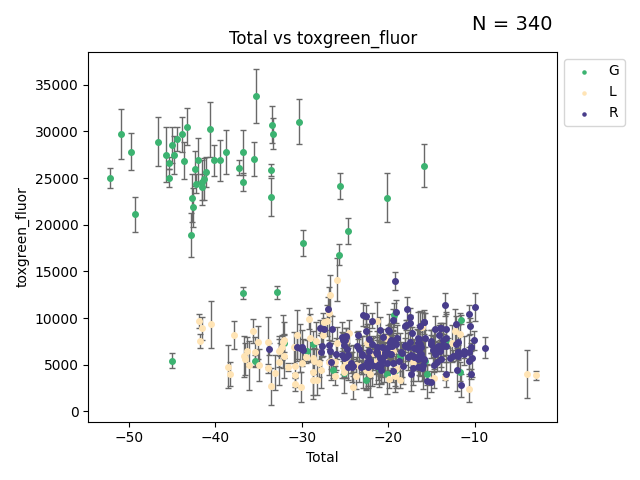 N = 340
Total vs toxgreen_fluor
35000
30000
25000
20000
15000
10000
5000
0
toxgreen_fluor
−50
−40
−30
−20
−10
Total
G
L
R